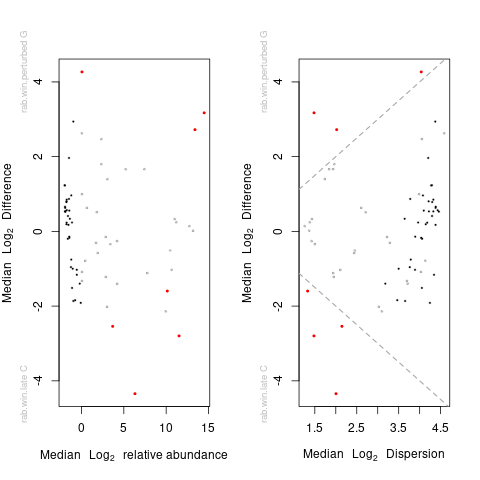 rab.win.perturbed G
rab.win.late C
Median Log2 Difference
4
2
0
-2
-4
0 5 10 15
Median Log2 relative abundance
rab.win.perturbed G
rab.win.late C
Median Log2 Difference
4
2
0
-2
-4
1.5 2.5 3.5 4.5
Median Log2 Dispersion